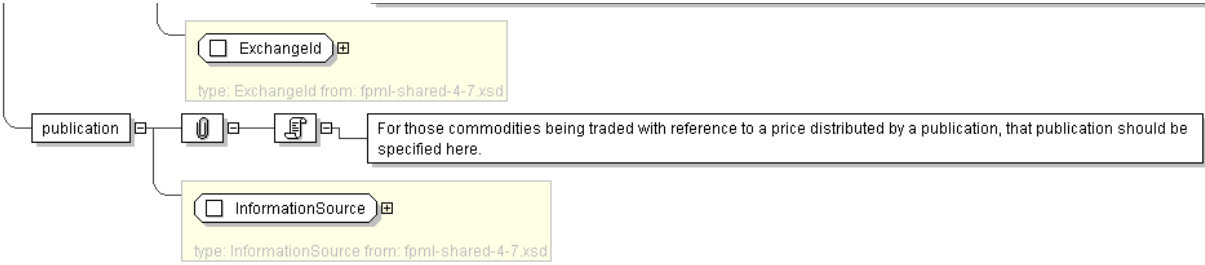 ExchangeId
type: ExchangeId from: fpml-shared-4-7.xsd
publication
For those commodities being traded with reference to a price distributed by a publication, that publication should be
specified here.
InformationSource
type: InformationSource from: fpml-shared-4-7.xsd